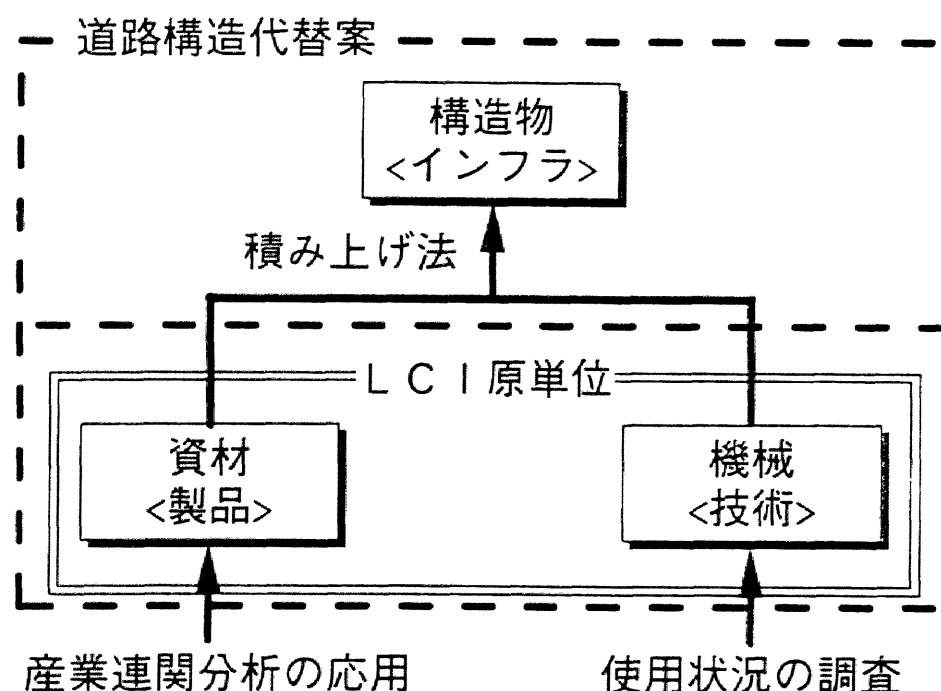 道路構造代替案
構造物
<インフラ>
積み上げ法
LCI原単位
資材
<製品>
機械
<技術>
産業連関分析の応用
使用状況の調査